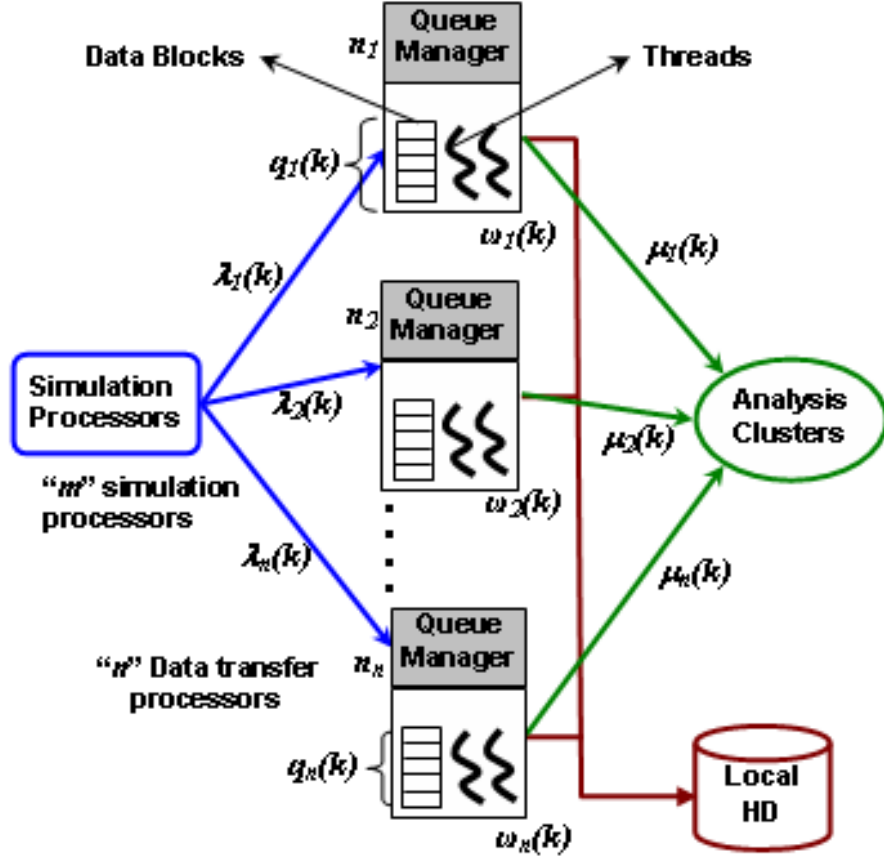 Queue
Manager
n₁
Data Blocks
Threads
q₁(k)
ω₁(k)
μ₁(k)
λ₁(k)
Queue
Manager
n₂
Simulation
Processors
λ₂(k)
μ₂(k)
Analysis
Clusters
“m” simulation
processors
ω₂(k)
λₙ(k)
μₙ(k)
Queue
Manager
nₙ
“n” Data transfer
processors
qₙ(k)
Local
HD
ωₙ(k)